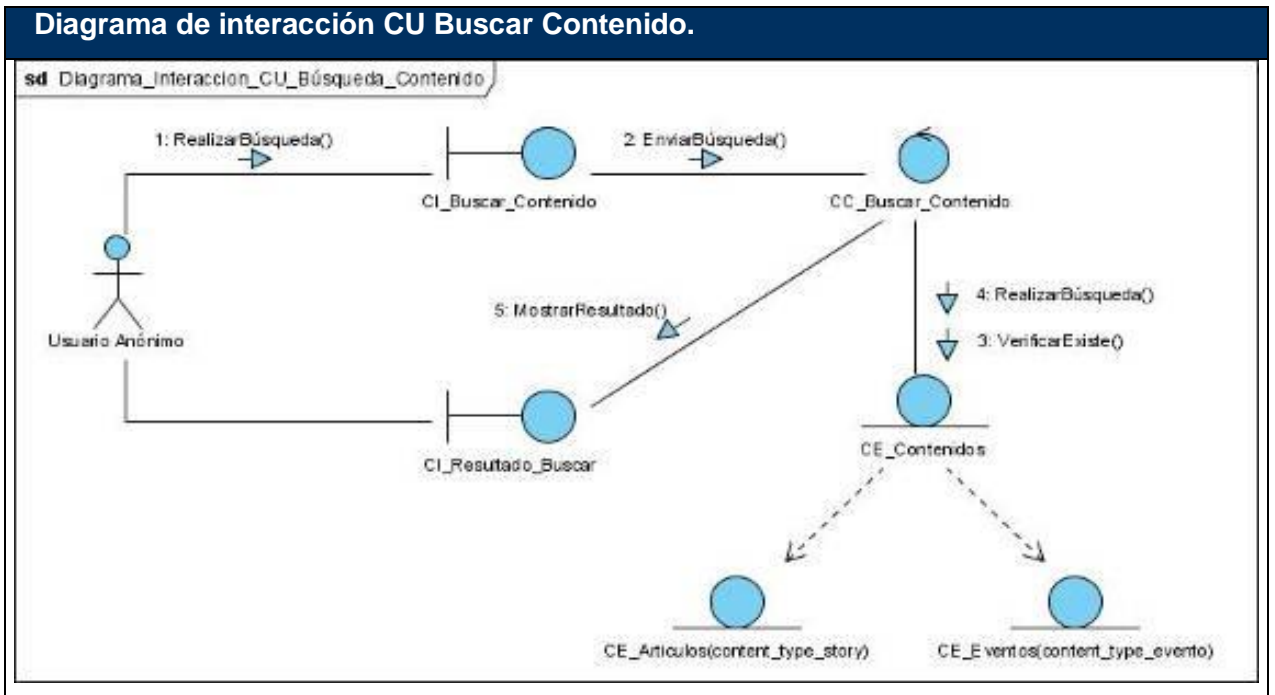 Diagrama de interacción CU Buscar Contenido.
sd Diagrama_Interaccion_CU_Búsqueda_Contenido
1: RealizarBúsqueda()
2: EnviarBúsqueda()
CI_Buscar_Contenido
CC_Buscar_Contenido
Usuario Anónimo
5: MostrarResultado()
4: RealizarBúsqueda()
3: VerificarExiste()
CI_Resultado_Buscar
CE_Contenidos
CE_Articulos(content_type_story)
CE_Eventos(content_type_evento)